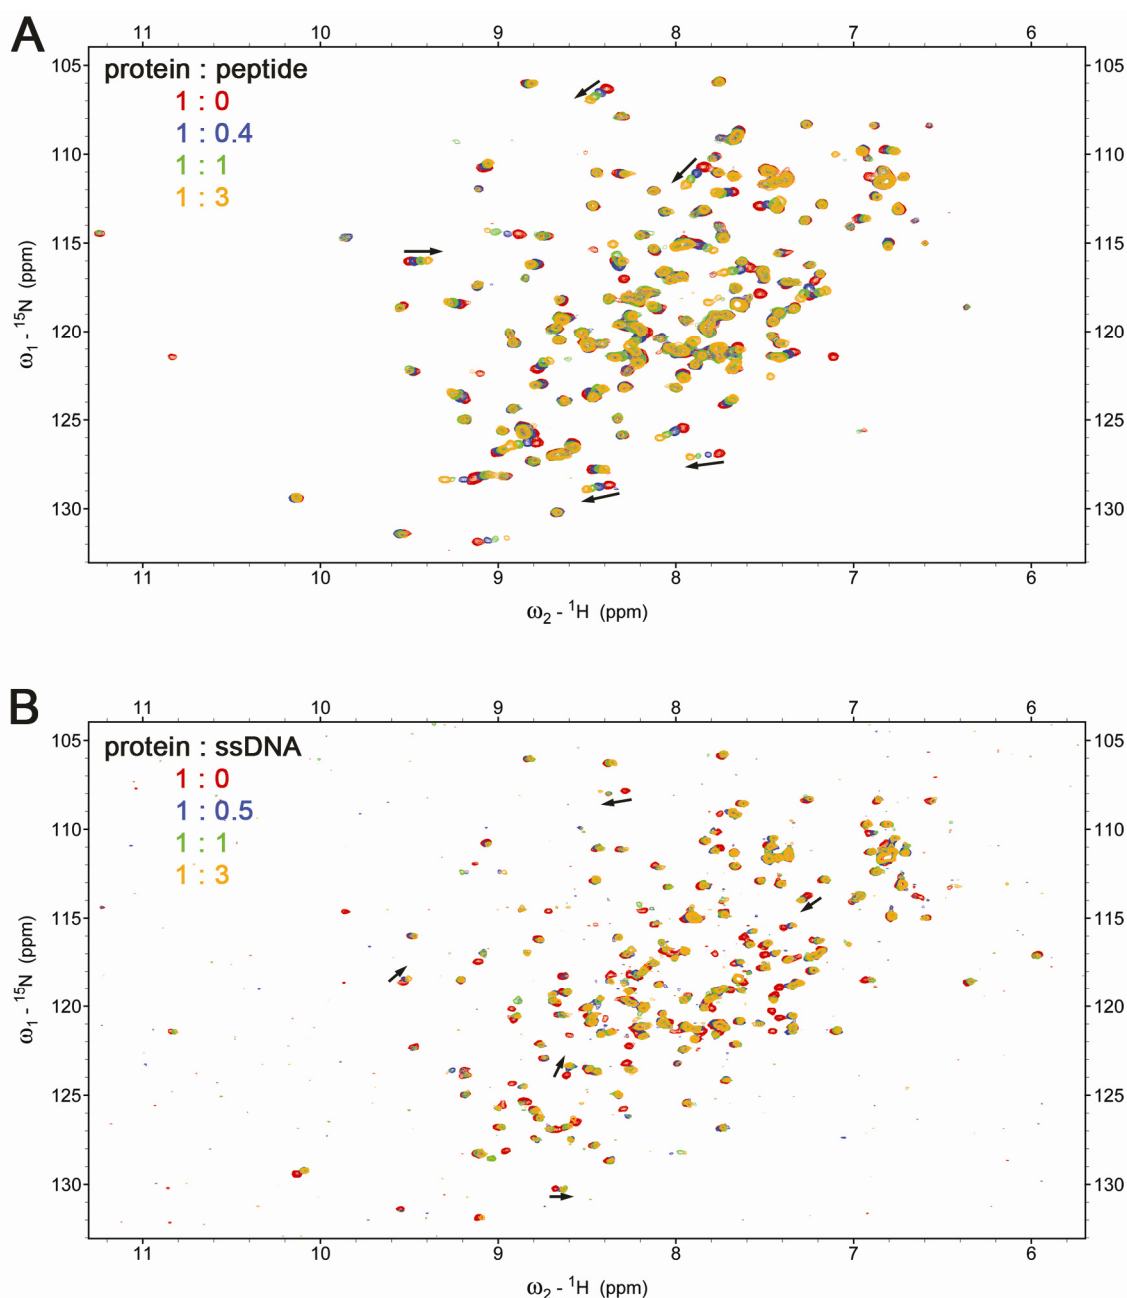 A
11 10 9 8 7 6
105 105
protein : peptide
1 : 0
1 : 0.4
1 : 1
1 : 3
110 110
115 115
120 120
125 125
130 130
ω1 - 15N (ppm)
11 10 9 8 7 6
ω2 - 1H (ppm)
B
11 10 9 8 7 6
105 105
protein : ssDNA
1 : 0
1 : 0.5
1 : 1
1 : 3
110 110
115 115
120 120
125 125
130 130
ω1 - 15N (ppm)
11 10 9 8 7 6
ω2 - 1H (ppm)